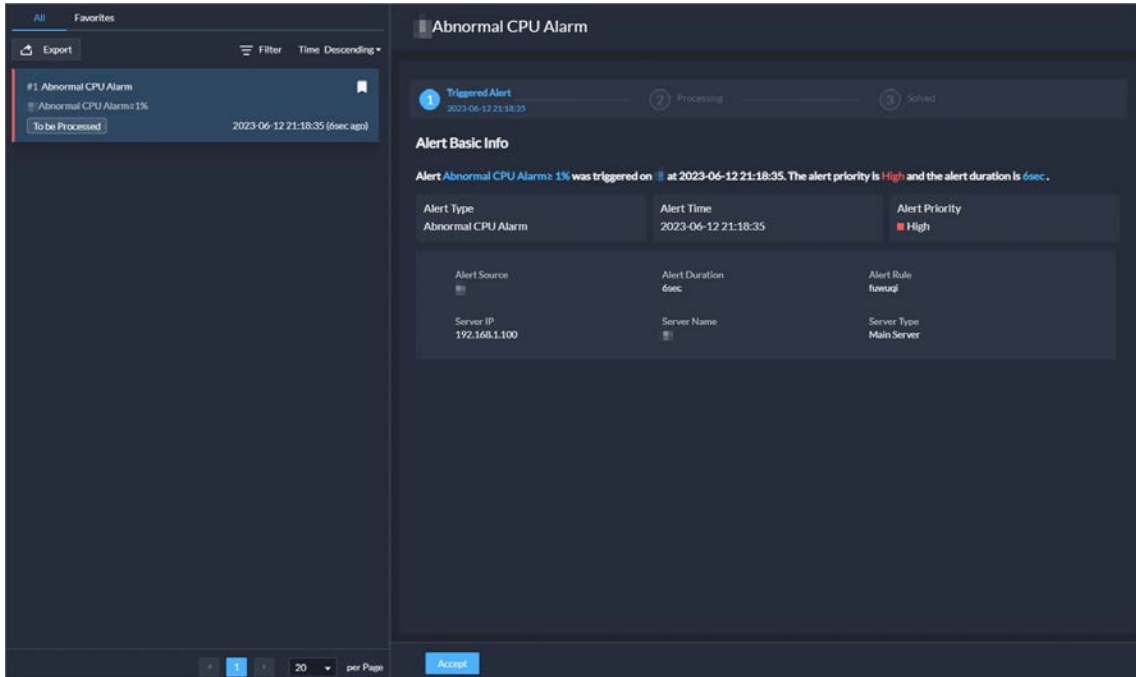 All Favorites
Export Filter Time Descending
#1 Abnormal CPU Alarm
Abnormal CPU Alarm≥1%
To be Processed 2023-06-12 21:18:35 (6sec ago)
1 20 per Page
Abnormal CPU Alarm
1 Triggered Alert 2 Processing 3 Solved
2023-06-12 21:18:35
Alert Basic Info
Alert Abnormal CPU Alarm≥ 1% was triggered on at 2023-06-12 21:18:35. The alert priority is High and the alert duration is 6sec .
Alert Type Alert Time Alert Priority
Abnormal CPU Alarm 2023-06-12 21:18:35 High
Alert Source Alert Duration Alert Rule
6sec fuwuqi
Server IP Server Name Server Type
192.168.1.100 Main Server
Accept